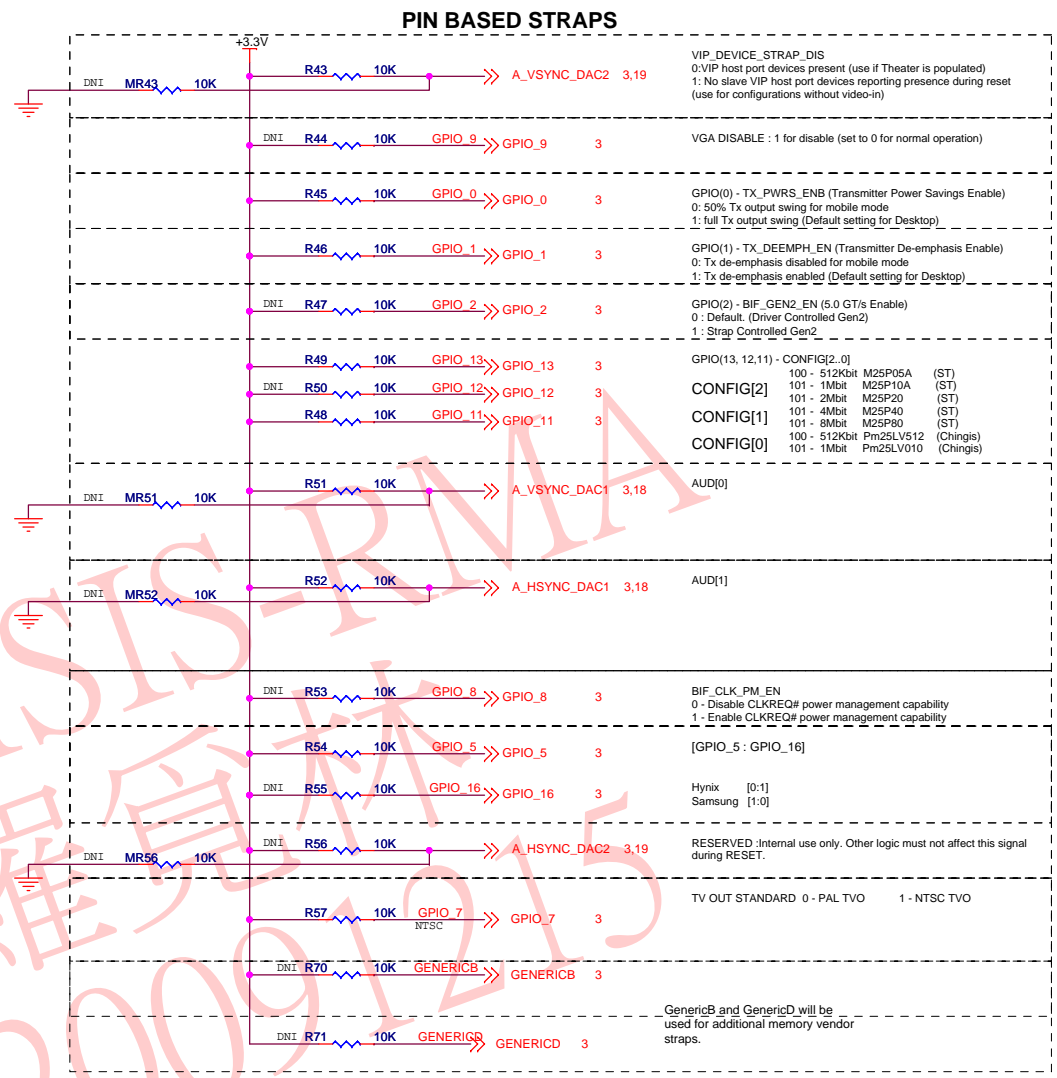 PIN BASED STRAPS
+3.3V
DNI MR43 10K R43 10K A_VSYNC_DAC2 3,19
VIP_DEVICE_STRAP_DIS
0:VIP host port devices present (use if Theater is populated)
1: No slave VIP host port devices reporting presence during reset
(use for configurations without video-in)
DNI R44 10K GPIO_9 GPIO_9 3
VGA DISABLE : 1 for disable (set to 0 for normal operation)
R45 10K GPIO_0 GPIO_0 3
GPIO(0) - TX_PWRS_ENB (Transmitter Power Savings Enable)
0: 50% Tx output swing for mobile mode
1: full Tx output swing (Default setting for Desktop)
R46 10K GPIO_1 GPIO_1 3
GPIO(1) - TX_DEEMPH_EN (Transmitter De-emphasis Enable)
0: Tx de-emphasis disabled for mobile mode
1: Tx de-emphasis enabled (Default setting for Desktop)
DNI R47 10K GPIO_2 GPIO_2 3
GPIO(2) - BIF_GEN2_EN (5.0 GT/s Enable)
0 : Default. (Driver Controlled Gen2)
1 : Strap Controlled Gen2
R49 10K GPIO_13 GPIO_13 3
DNI R50 10K GPIO_12 GPIO_12 3
R48 10K GPIO_11 GPIO_11 3
GPIO(13, 12,11) - CONFIG[2..0]
CONFIG[2]
CONFIG[1]
CONFIG[0]
100 - 512Kbit M25P05A (ST)
101 - 1Mbit M25P10A (ST)
101 - 2Mbit M25P20 (ST)
101 - 4Mbit M25P40 (ST)
101 - 8Mbit M25P80 (ST)
100 - 512Kbit Pm25LV512 (Chingis)
101 - 1Mbit Pm25LV010 (Chingis)
DNI MR51 10K R51 10K A_VSYNC_DAC1 3,18
AUD[0]
DNI MR52 10K R52 10K A_HSYNC_DAC1 3,18
AUD[1]
DNI R53 10K GPIO_8 GPIO_8 3
BIF_CLK_PM_EN
0 - Disable CLKREQ# power management capability
1 - Enable CLKREQ# power management capability
R54 10K GPIO_5 GPIO_5 3
[GPIO_5 : GPIO_16]
DNI R55 10K GPIO_16 GPIO_16 3
Hynix [0:1]
Samsung [1:0]
DNI MR56 10K DNI R56 10K A_HSYNC_DAC2 3,19
RESERVED :Internal use only. Other logic must not affect this signal
during RESET.
R57 10K GPIO_7 NTSC GPIO_7 3
TV OUT STANDARD 0 - PAL TVO 1 - NTSC TVO
DNI R70 10K GENERICB GENERICB 3
DNI R71 10K GENERICD GENERICD 3
GenericB and GenericD will be
used for additional memory vendor
straps.
SIS-RMA
覓林
20091215